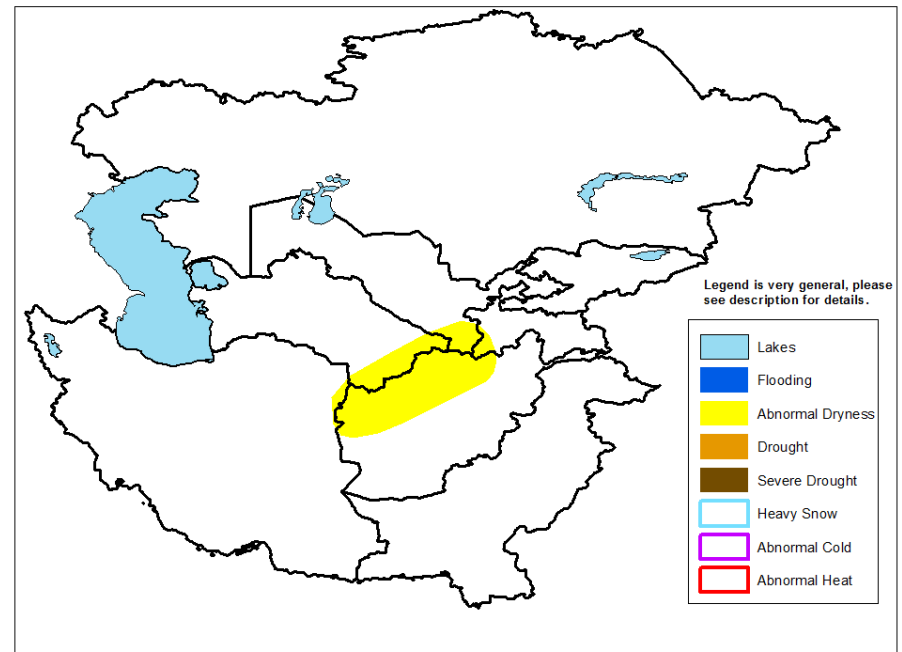 Legend is very general, please
see description for details.
Lakes
Flooding
Abnormal Dryness
Drought
Severe Drought
Heavy Snow
Abnormal Cold
Abnormal Heat